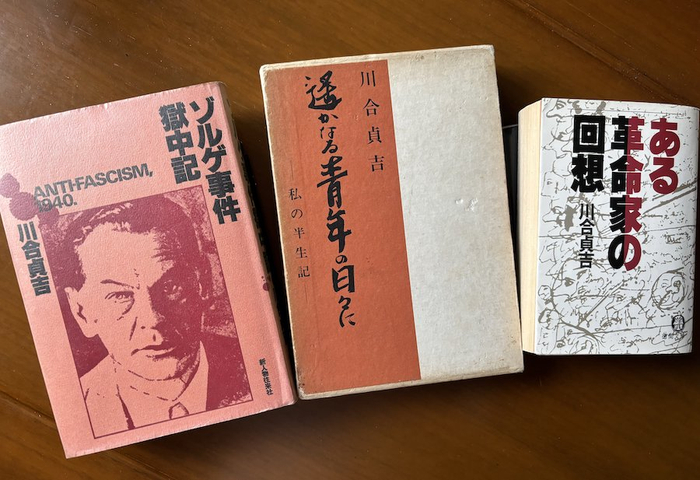 ゾルゲ事件
獄中記
ANTI-FASCISM,
1940.
川合貞吉
新人物往来社
川合貞吉
遙かなる青年の日々に
私の半生記
ある
革命家の
回想
川合貞吉